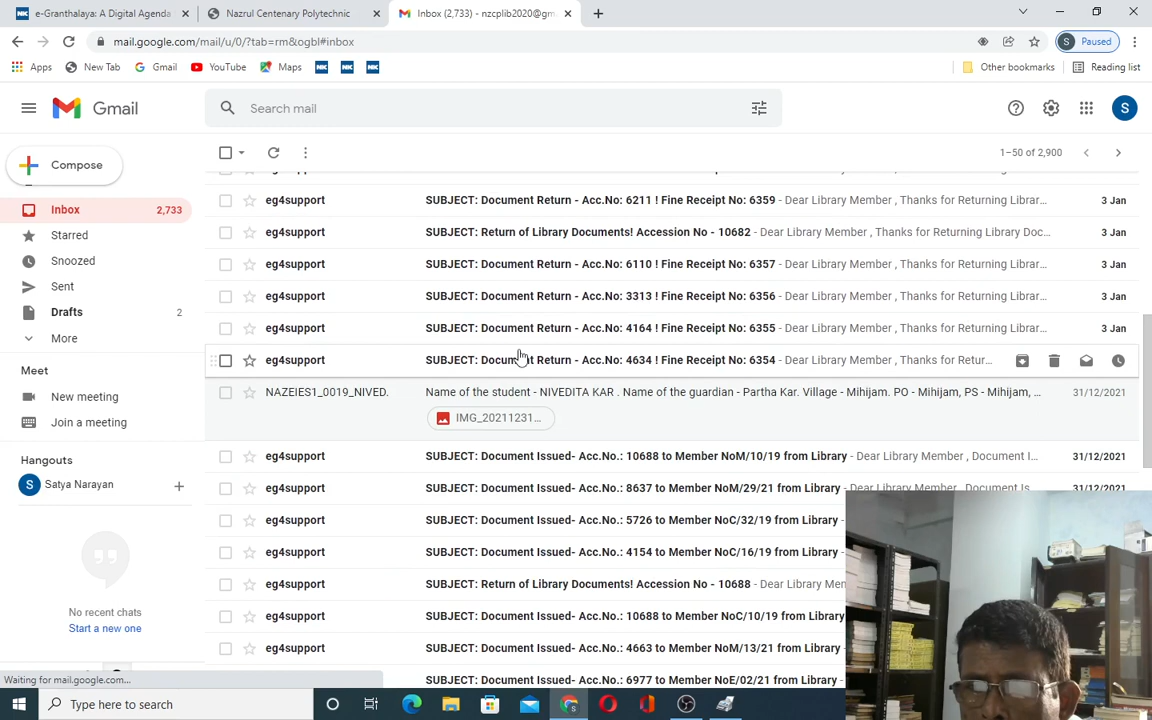 e-Granthalaya: A Digital Agenda
Nazrul Centenary Polytechnic
Inbox (2,733) - nzcplib2020@gm
mail.google.com/mail/u/0/?tab=rm&ogbl#inbox
S Paused
Apps New Tab Gmail YouTube Maps Other bookmarks Reading list
Gmail
Search mail
S
Compose
1–50 of 2,900
Inbox 2,733
Starred
Snoozed
Sent
Drafts 2
More
Meet
New meeting
Join a meeting
Hangouts
S Satya Narayan
No recent chats
Start a new one
eg4support SUBJECT: Document Return - Acc.No: 6211 ! Fine Receipt No: 6359 - Dear Library Member , Thanks for Returning Librar... 3 Jan
eg4support SUBJECT: Return of Library Documents! Accession No - 10682 - Dear Library Member , Thanks for Returning Library Doc... 3 Jan
eg4support SUBJECT: Document Return - Acc.No: 6110 ! Fine Receipt No: 6357 - Dear Library Member , Thanks for Returning Librar... 3 Jan
eg4support SUBJECT: Document Return - Acc.No: 3313 ! Fine Receipt No: 6356 - Dear Library Member , Thanks for Returning Librar... 3 Jan
eg4support SUBJECT: Document Return - Acc.No: 4164 ! Fine Receipt No: 6355 - Dear Library Member , Thanks for Returning Librar... 3 Jan
eg4support SUBJECT: Document Return - Acc.No: 4634 ! Fine Receipt No: 6354 - Dear Library Member , Thanks for Retur...
NAZEIES1_0019_NIVED. Name of the student - NIVEDITA KAR . Name of the guardian - Partha Kar. Village - Mihijam. PO - Mihijam, PS - Mihijam, ... 31/12/2021
IMG_20211231...
eg4support SUBJECT: Document Issued- Acc.No.: 10688 to Member NoM/10/19 from Library - Dear Library Member, Document I... 31/12/2021
eg4support SUBJECT: Document Issued- Acc.No.: 8637 to Member NoM/29/21 from Library - Dear Library Member, Document Is 31/12/2021
eg4support SUBJECT: Document Issued- Acc.No.: 5726 to Member NoC/32/19 from Library -
eg4support SUBJECT: Document Issued- Acc.No.: 4154 to Member NoC/16/19 from Library -
eg4support SUBJECT: Return of Library Documents! Accession No - 10688 - Dear Library Men
eg4support SUBJECT: Document Issued- Acc.No.: 10688 to Member NoC/10/19 from Library
eg4support SUBJECT: Document Issued- Acc.No.: 4663 to Member NoM/13/21 from Library -
eg4support SUBJECT: Document Issued- Acc.No.: 6977 to Member NoE/02/21 from Library -
Waiting for mail.google.com...
Type here to search